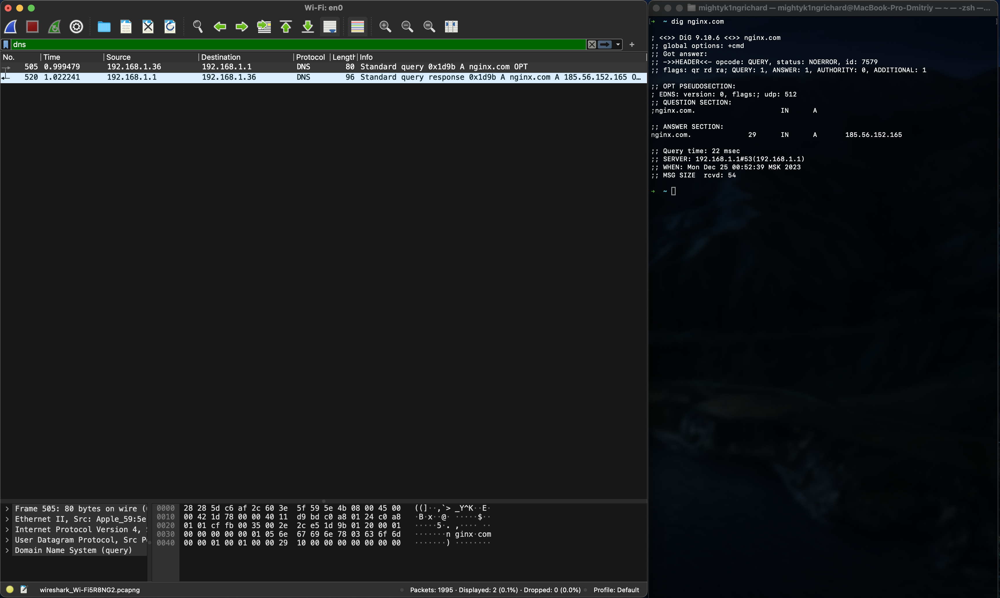 Wi-Fi: en0
dns
No. Time Source Destination Protocol Length Info
505 0.999479 192.168.1.36 192.168.1.1 DNS 80 Standard query 0x1d9b A nginx.com OPT
520 1.022241 192.168.1.1 192.168.1.36 DNS 96 Standard query response 0x1d9b A nginx.com A 185.56.152.165 O…
Frame 505: 80 bytes on wire (
Ethernet II, Src: Apple_59:5e
Internet Protocol Version 4,
User Datagram Protocol, Src P
Domain Name System (query)
0000 28 28 5d c6 af 2c 60 3e 5f 59 5e 4b 08 00 45 00 ((]··,`> _Y^K··E·
0010 00 42 1d 78 00 00 40 11 d9 bd c0 a8 01 24 c0 a8 ·B·x··@· ·····$··
0020 01 01 cf fb 00 35 00 2e 2c e5 1d 9b 01 20 00 01 ·····5·. ,···· ··
0030 00 00 00 00 00 01 05 6e 67 69 6e 78 03 63 6f 6d ·······n ginx·com
0040 00 00 01 00 01 00 00 29 10 00 00 00 00 00 00 00 ·······) ········
wireshark_Wi-Fi5R8NG2.pcapng
Packets: 1995 · Displayed: 2 (0.1%) · Dropped: 0 (0.0%)
Profile: Default
mightyk1ngrichard — mightyk1ngrichard@MacBook-Pro-Dmitriy — ~ — -zsh —…
[➜ ~ dig nginx.com ]
; <<>> DiG 9.10.6 <<>> nginx.com
;; global options: +cmd
;; Got answer:
;; ->>HEADER<<- opcode: QUERY, status: NOERROR, id: 7579
;; flags: qr rd ra; QUERY: 1, ANSWER: 1, AUTHORITY: 0, ADDITIONAL: 1
;; OPT PSEUDOSECTION:
; EDNS: version: 0, flags:; udp: 512
;; QUESTION SECTION:
;nginx.com. IN A
;; ANSWER SECTION:
nginx.com. 29 IN A 185.56.152.165
;; Query time: 22 msec
;; SERVER: 192.168.1.1#53(192.168.1.1)
;; WHEN: Mon Dec 25 00:52:39 MSK 2023
;; MSG SIZE rcvd: 54
➜ ~